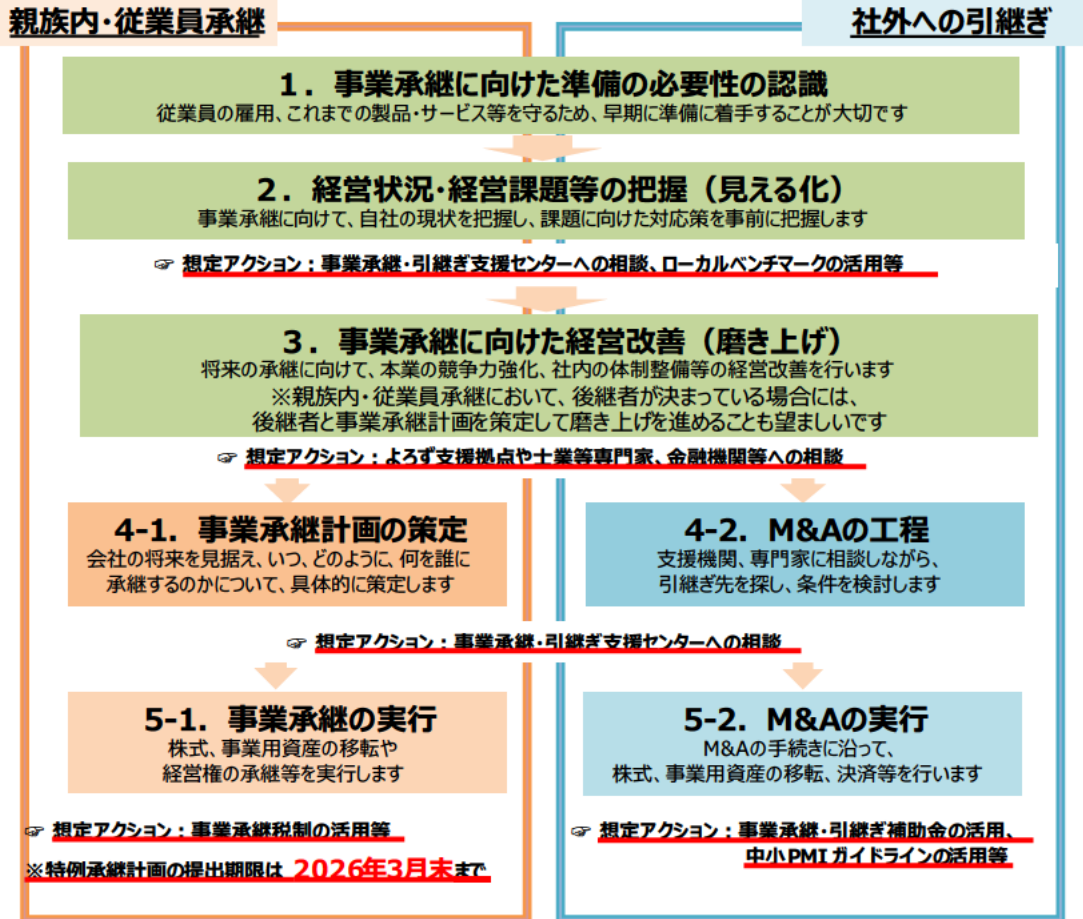 親族内・従業員承継
社外への引継ぎ
1．事業承継に向けた準備の必要性の認識
従業員の雇用、これまでの製品・サービス等を守るため、早期に準備に着手することが大切です
2．経営状況・経営課題等の把握（見える化）
事業承継に向けて、自社の現状を把握し、課題に向けた対応策を事前に把握します
☞ 想定アクション：事業承継・引継ぎ支援センターへの相談、ローカルベンチマークの活用等
3．事業承継に向けた経営改善（磨き上げ）
将来の承継に向けて、本業の競争力強化、社内の体制整備等の経営改善を行います
※親族内・従業員承継において、後継者が決まっている場合には、
後継者と事業承継計画を策定して磨き上げを進めることも望ましいです
☞ 想定アクション：よろず支援拠点や士業等専門家、金融機関等への相談
4-1．事業承継計画の策定
会社の将来を見据え、いつ、どのように、何を誰に
承継するのかについて、具体的に策定します
4-2．M&Aの工程
支援機関、専門家に相談しながら、
引継ぎ先を探し、条件を検討します
☞ 想定アクション：事業承継・引継ぎ支援センターへの相談
5-1．事業承継の実行
株式、事業用資産の移転や
経営権の承継等を実行します
5-2．M&Aの実行
M&Aの手続きに沿って、
株式、事業用資産の移転、決済等を行います
☞ 想定アクション：事業承継税制の活用等
※特例承継計画の提出期限は 2026年3月末まで
☞ 想定アクション：事業承継・引継ぎ補助金の活用、
中小PMIガイドラインの活用等